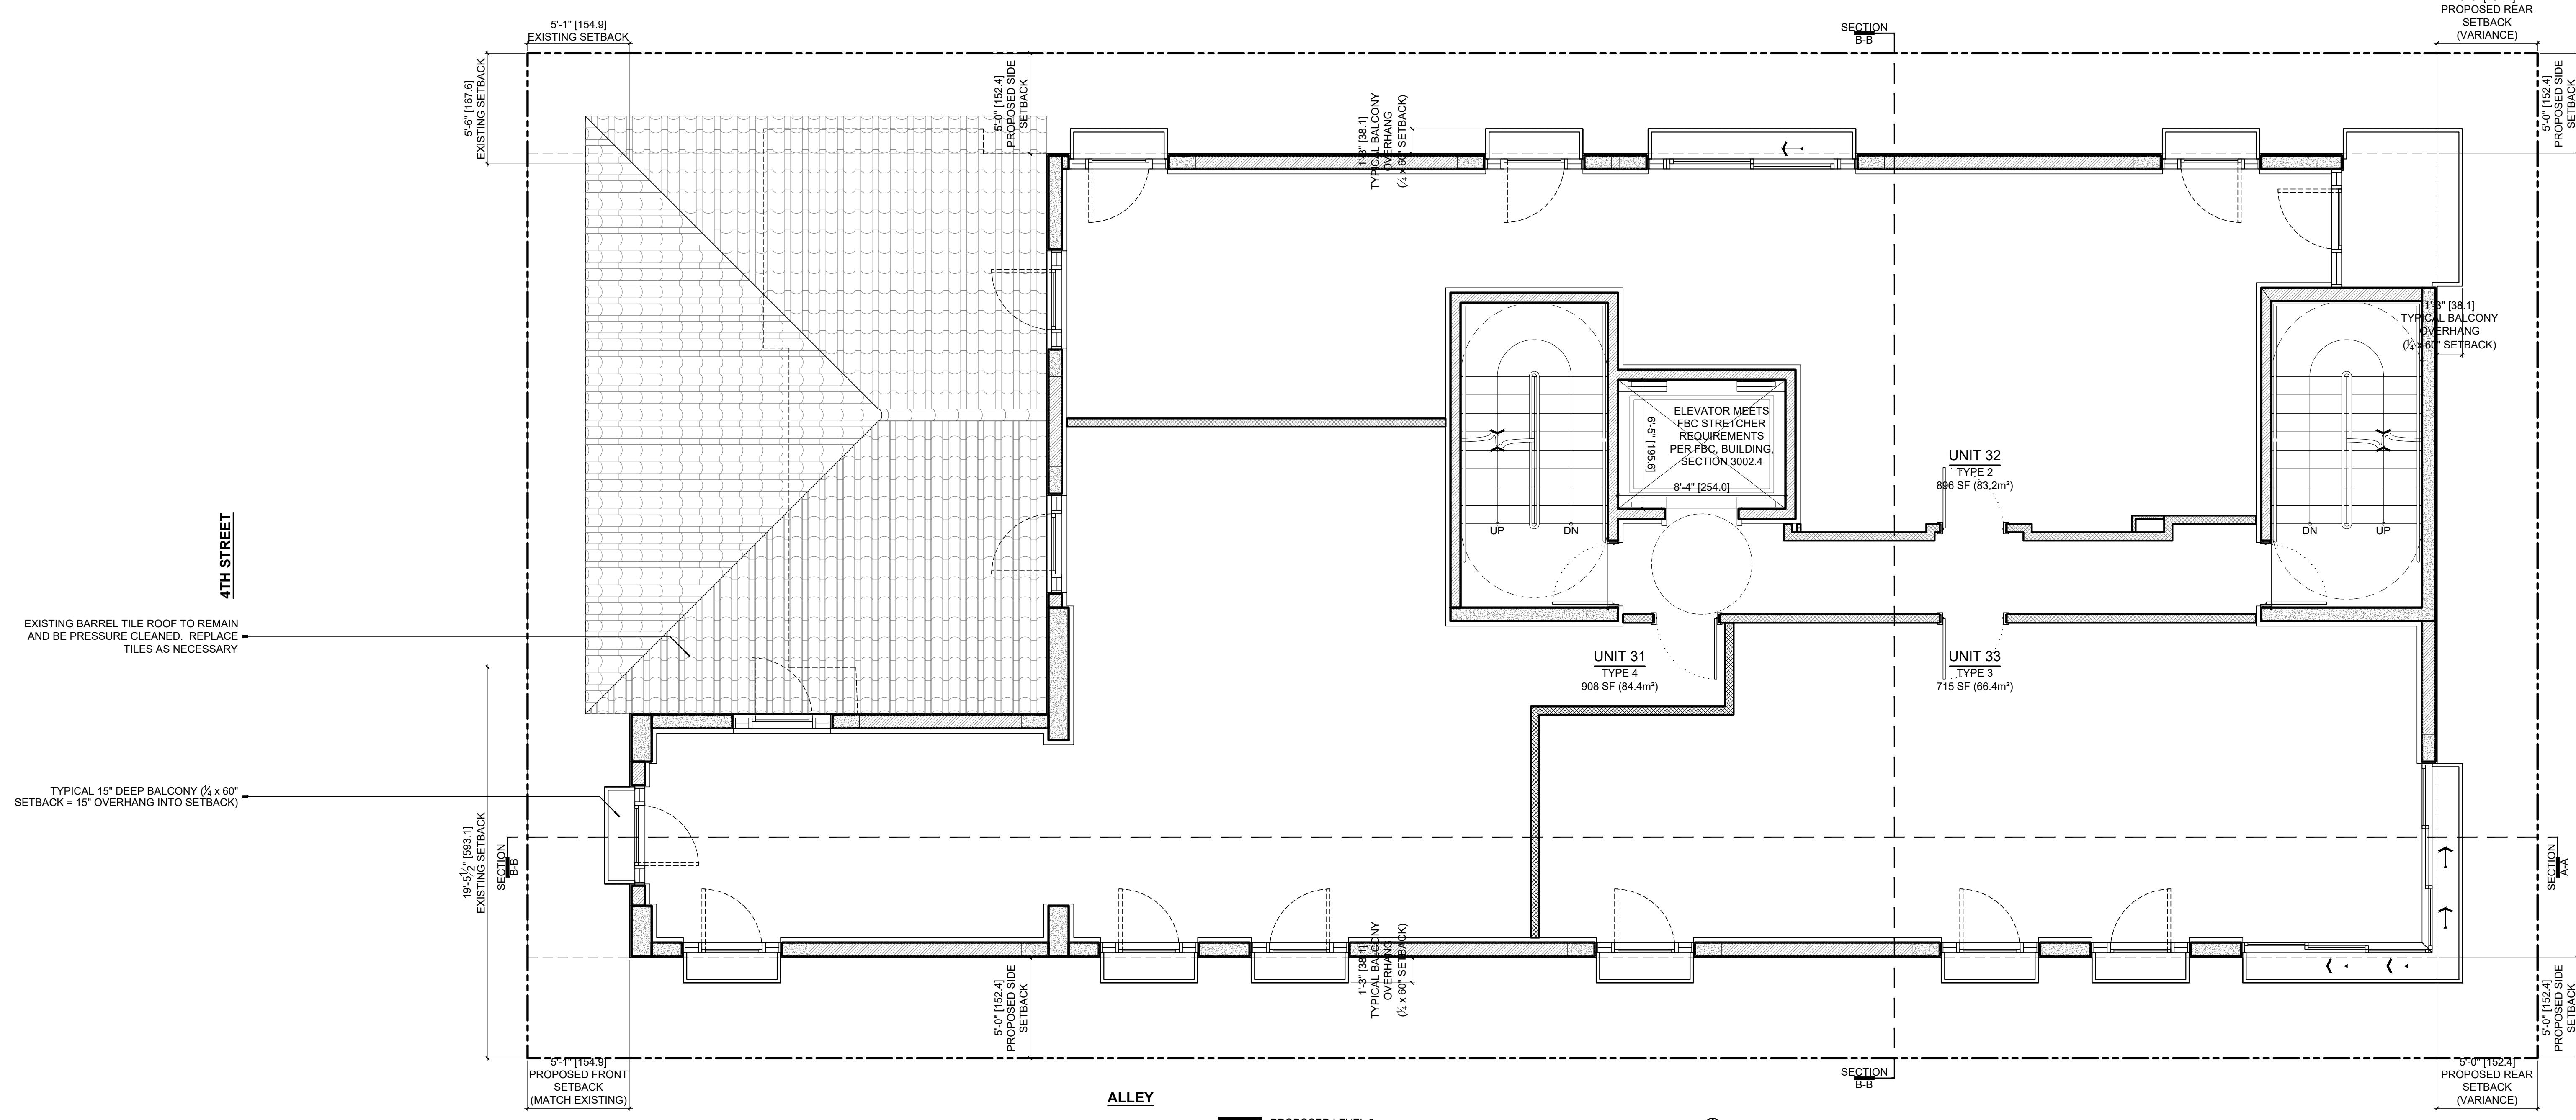 5'-1" [154.9]
EXISTING SETBACK
5'-6" [167.6]
EXISTING SETBACK
5'-0" [152.4]
PROPOSED SIDE
SETBACK
1'-3" [38.1]
TYPICAL BALCONY
OVERHANG
(¼ x 60" SETBACK)
SECTION
B-B
PROPOSED REAR
SETBACK
(VARIANCE)
5'-0" [152.4]
PROPOSED SIDE
SETBACK
1'-3" [38.1]
TYPICAL BALCONY
OVERHANG
(¼ x 60" SETBACK)
ELEVATOR MEETS
FBC STRETCHER
REQUIREMENTS
PER FBC, BUILDING,
SECTION 3002.4
6'-5" [195.6]
8'-4" [254.0]
UNIT 32
TYPE 2
896 SF (83.2m²)
UP
DN
DN
UP
4TH STREET
EXISTING BARREL TILE ROOF TO REMAIN
AND BE PRESSURE CLEANED. REPLACE
TILES AS NECESSARY
UNIT 31
TYPE 4
908 SF (84.4m²)
UNIT 33
TYPE 3
715 SF (66.4m²)
TYPICAL 15" DEEP BALCONY (¼ x 60"
SETBACK = 15" OVERHANG INTO SETBACK)
19'-5½" [593.1]
EXISTING SETBACK
SECTION
B-B
SECTION
A-A
5'-0" [152.4]
PROPOSED SIDE
SETBACK
1'-3" [38.1]
TYPICAL BALCONY
OVERHANG
(¼ x 60" SETBACK)
5'-0" [152.4]
PROPOSED SIDE
SETBACK
5'-1" [154.9]
PROPOSED FRONT
SETBACK
(MATCH EXISTING)
ALLEY
SECTION
B-B
5'-0" [152.4]
PROPOSED REAR
SETBACK
(VARIANCE)